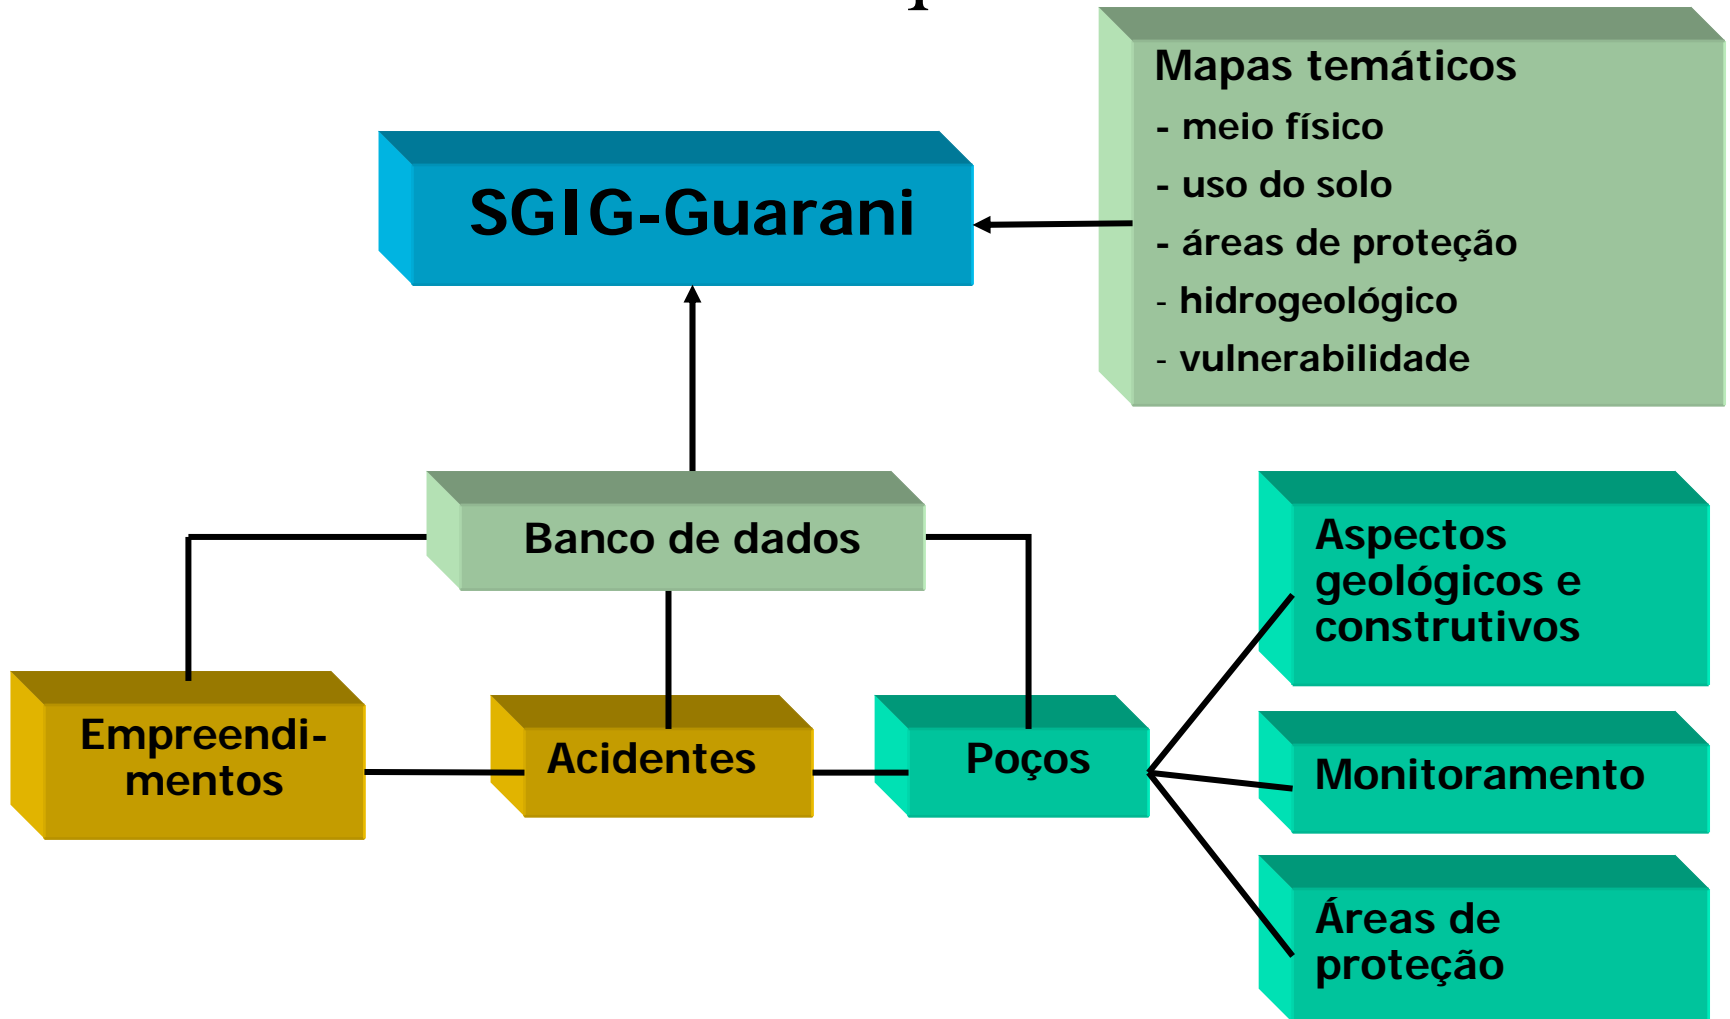 Mapas temáticos
- meio físico
- uso do solo
- áreas de proteção
- hidrogeológico
- vulnerabilidade
SGIG-Guarani
Banco de dados
Empreendi-
mentos
Acidentes
Poços
Aspectos
geológicos e
construtivos
Monitoramento
Áreas de
proteção